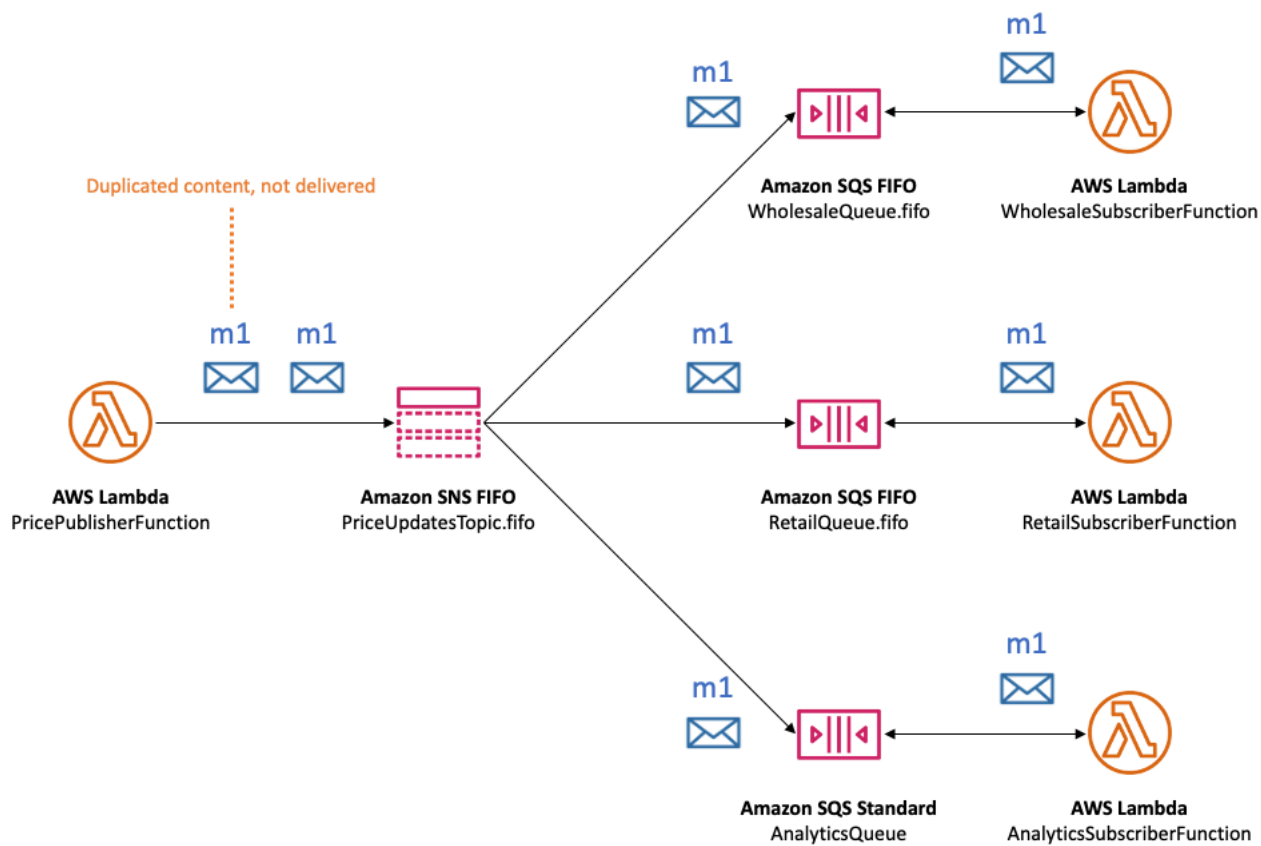 m1
m1
Amazon SQS FIFO
WholesaleQueue.fifo
AWS Lambda
WholesaleSubscriberFunction
Duplicated content, not delivered
m1
m1
m1
m1
AWS Lambda
PricePublisherFunction
Amazon SNS FIFO
PriceUpdatesTopic.fifo
Amazon SQS FIFO
RetailQueue.fifo
AWS Lambda
RetailSubscriberFunction
m1
m1
Amazon SQS Standard
AnalyticsQueue
AWS Lambda
AnalyticsSubscriberFunction